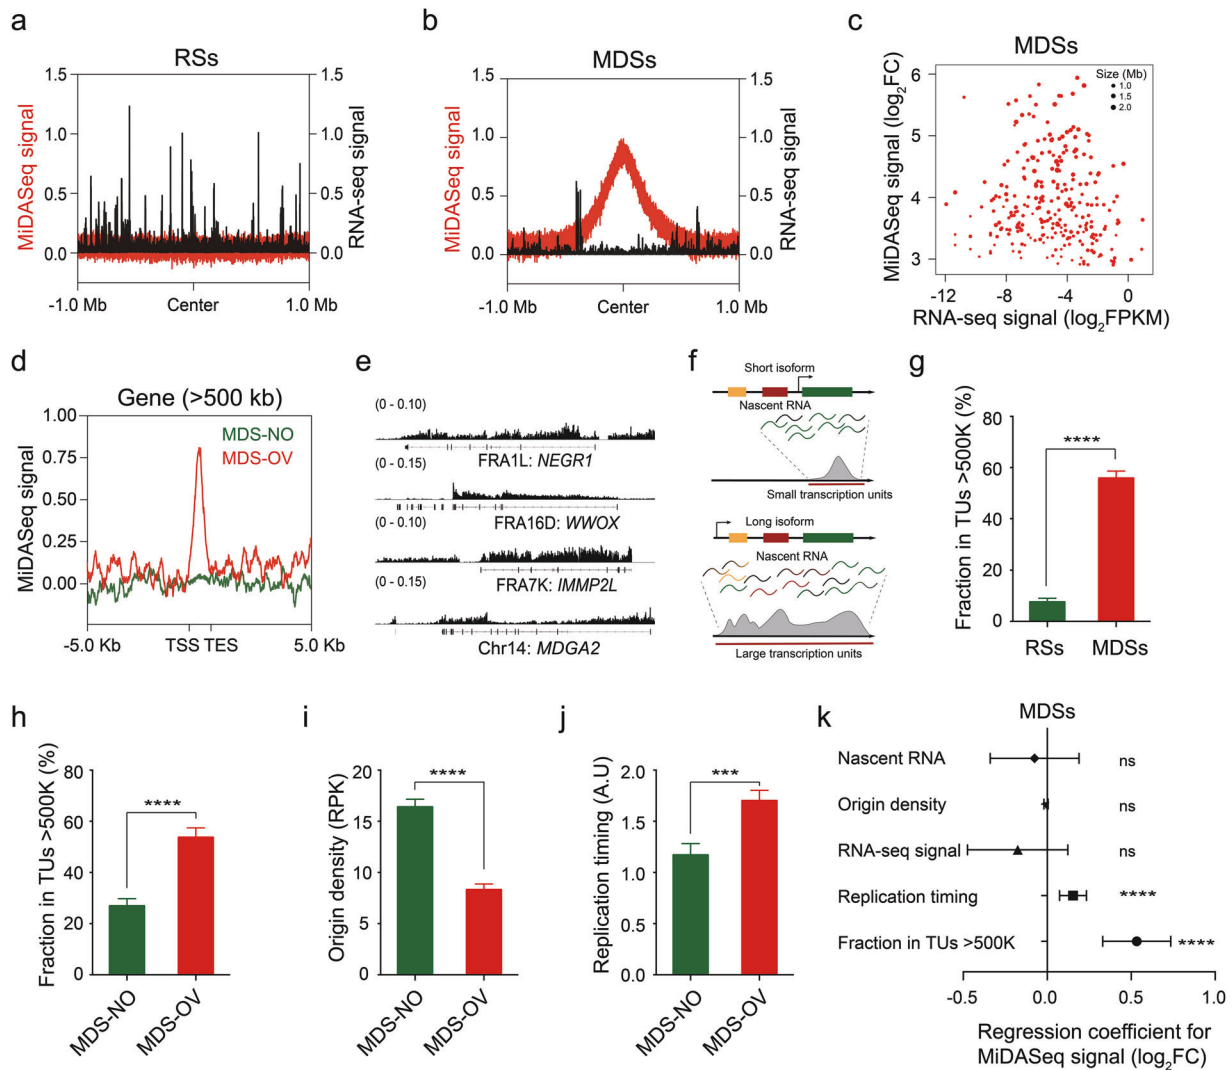 a
RSs
MiDASeq signal
1.5
1.0
0.5
0.0
1.5
1.0
0.5
0.0
RNA-seq signal
-1.0 Mb
Center
1.0 Mb
b
MDSs
MiDASeq signal
1.5
1.0
0.5
0.0
1.5
1.0
0.5
0.0
RNA-seq signal
-1.0 Mb
Center
1.0 Mb
c
MDSs
MiDASeq signal (log2FC)
6
5
4
3
Size (Mb)
1.0
1.5
2.0
-12 -8 -4 0
RNA-seq signal (log2FPKM)
d
Gene (>500 kb)
MiDASeq signal
1.00
0.75
0.50
0.25
0.00
MDS-NO
MDS-OV
-5.0 Kb
TSS TES
5.0 Kb
e
(0 - 0.10)
FRA1L: NEGR1
(0 - 0.15)
FRA16D: WWOX
(0 - 0.10)
FRA7K: IMMP2L
(0 - 0.15)
Chr14: MDGA2
f
Short isoform
Nascent RNA
Small transcription units
Long isoform
Nascent RNA
Large transcription units
g
Fraction in TUs >500K (%)
80
60
40
20
0
****
RSs MDSs
h
Fraction in TUs >500K (%)
80
60
40
20
0
****
MDS-NO
MDS-OV
i
Origin density (RPK)
20
15
10
5
0
****
MDS-NO
MDS-OV
j
Replication timing (A.U)
2.0
1.5
1.0
0.5
0.0
***
MDS-NO
MDS-OV
k
MDSs
Nascent RNA ns
Origin density ns
RNA-seq signal ns
Replication timing ****
Fraction in TUs >500K ****
-0.5 0.0 0.5 1.0
Regression coefficient for
MiDASeq signal (log2FC)